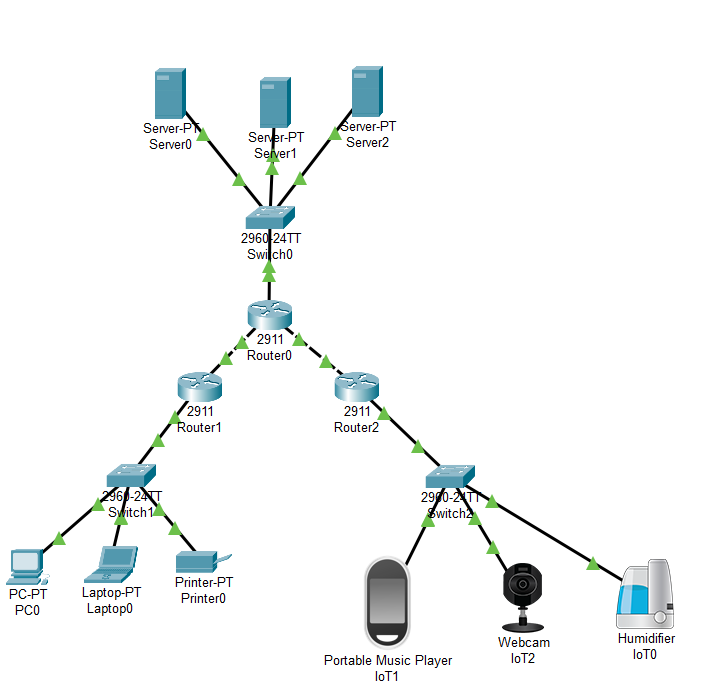 Server-PT
Server0
Server-PT
Server1
Server-PT
Server2
2960-24TT
Switch0
2911
Router0
2911
Router1
2911
Router2
2960-24TT
Switch1
2960-24TT
Switch2
PC-PT
PC0
Laptop-PT
Laptop0
Printer-PT
Printer0
Portable Music Player
IoT1
Webcam
IoT2
Humidifier
IoT0